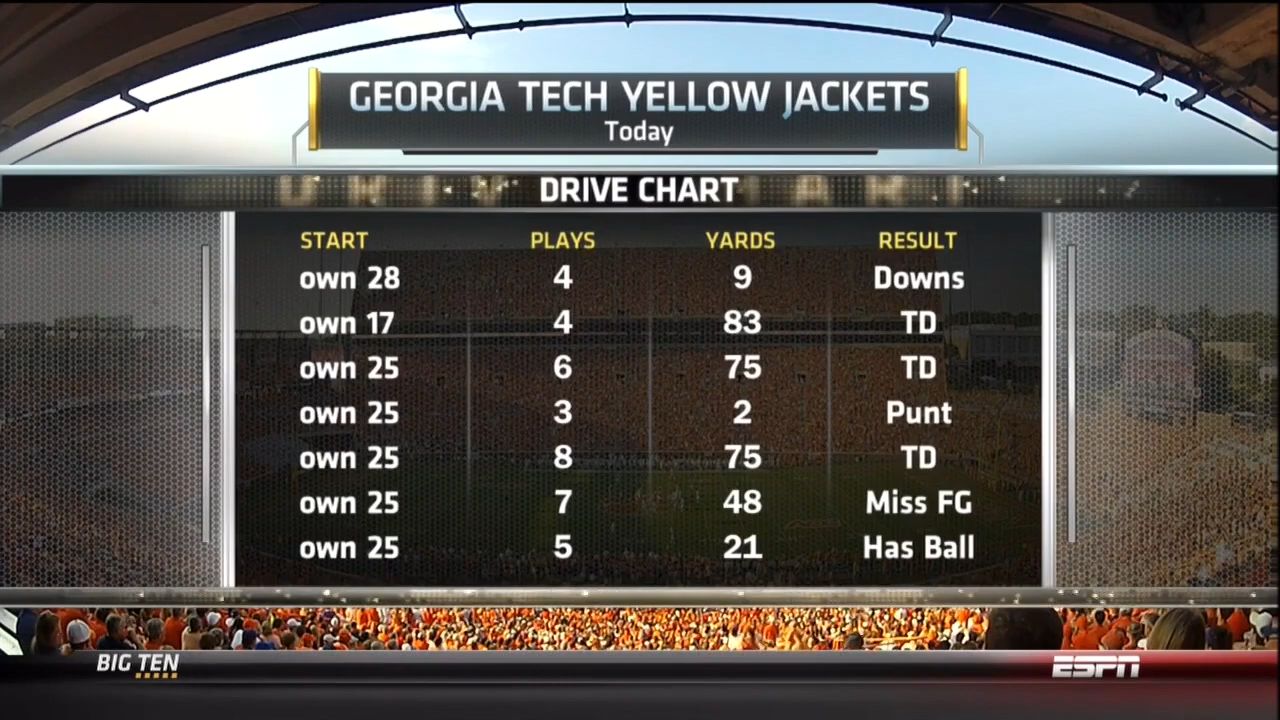 GEORGIA TECH YELLOW JACKETS
Today
DRIVE CHART
START PLAYS YARDS RESULT
own 28 4 9 Downs
own 17 4 83 TD
own 25 6 75 TD
own 25 3 2 Punt
own 25 8 75 TD
own 25 7 48 Miss FG
own 25 5 21 Has Ball
BIG TEN ESPN